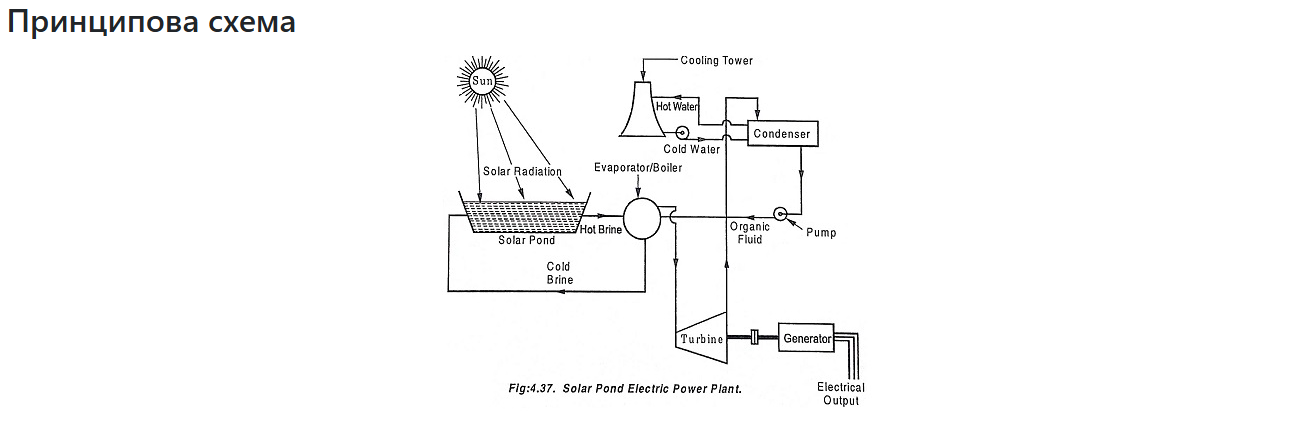 Принципова схема
Cooling Tower
Sun
Hot Water
Condenser
Cold Water
Evaporator/Boiler
Solar Radiation
Hot Brine
Organic
Fluid
Pump
Solar Pond
Cold
Brine
Turbine
Generator
Fig:4.37. Solar Pond Electric Power Plant.
Electrical
Output